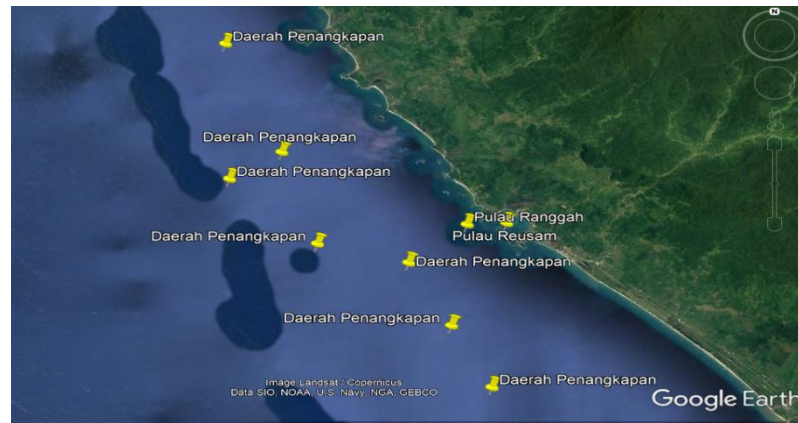 N
Daerah Penangkapan
Daerah Penangkapan
Daerah Penangkapan
Pulau Ranggah
Pulau Reusam
Daerah Penangkapan
Daerah Penangkapan
Daerah Penangkapan
Daerah Penangkapan
Image Landsat / Copernicus
Data SIO, NOAA, U.S. Navy, NGA, GEBCO
Google Earth